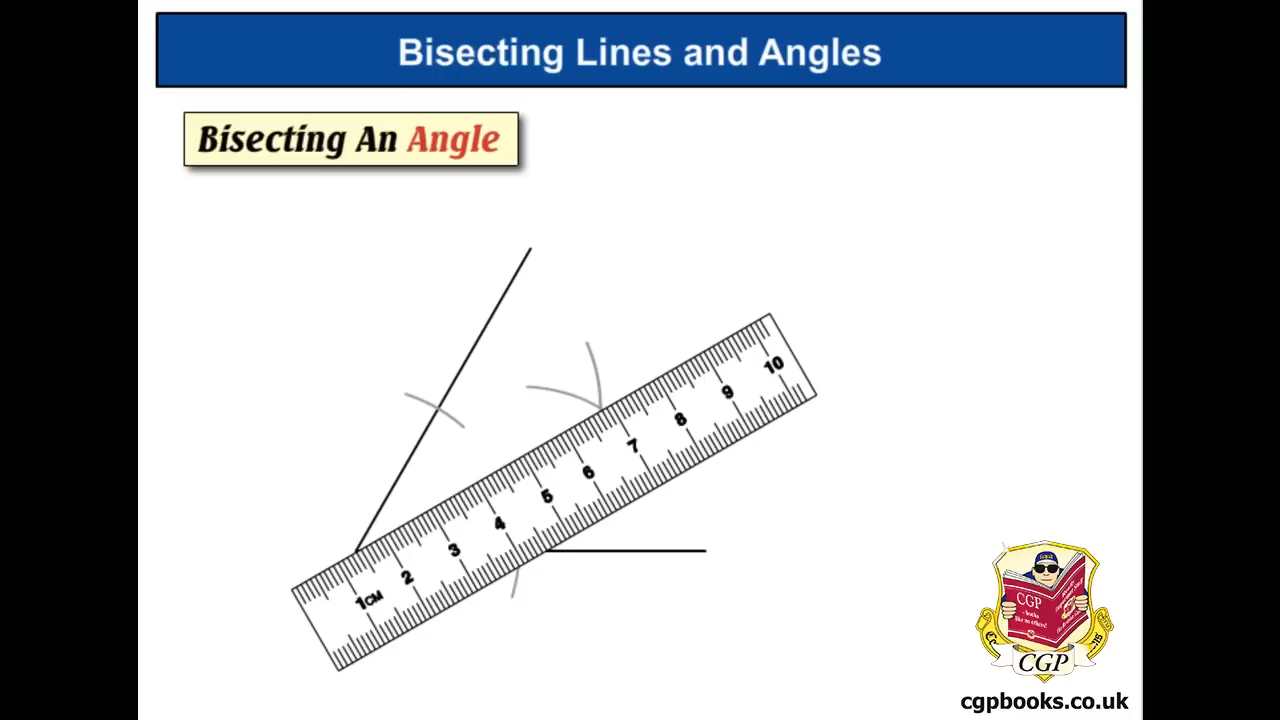 Bisecting Lines and Angles
Bisecting An Angle
1CM 2 3 4 5 6 7 8 9 10
CGP
CGP
cgpbooks.co.uk